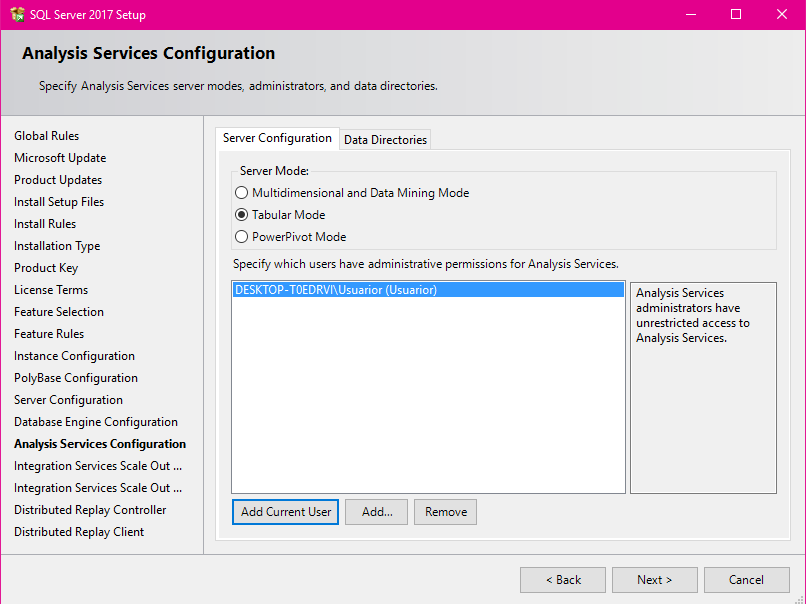 SQL Server 2017 Setup
Analysis Services Configuration
Specify Analysis Services server modes, administrators, and data directories.
Global Rules
Microsoft Update
Product Updates
Install Setup Files
Install Rules
Installation Type
Product Key
License Terms
Feature Selection
Feature Rules
Instance Configuration
PolyBase Configuration
Server Configuration
Database Engine Configuration
Analysis Services Configuration
Integration Services Scale Out ...
Integration Services Scale Out ...
Distributed Replay Controller
Distributed Replay Client
Server Configuration
Data Directories
Server Mode:
Multidimensional and Data Mining Mode
Tabular Mode
PowerPivot Mode
Specify which users have administrative permissions for Analysis Services.
DESKTOP-T0EDRVI\Usuarior (Usuarior)
Analysis Services
administrators have
unrestricted access to
Analysis Services.
Add Current User
Add...
Remove
< Back
Next >
Cancel